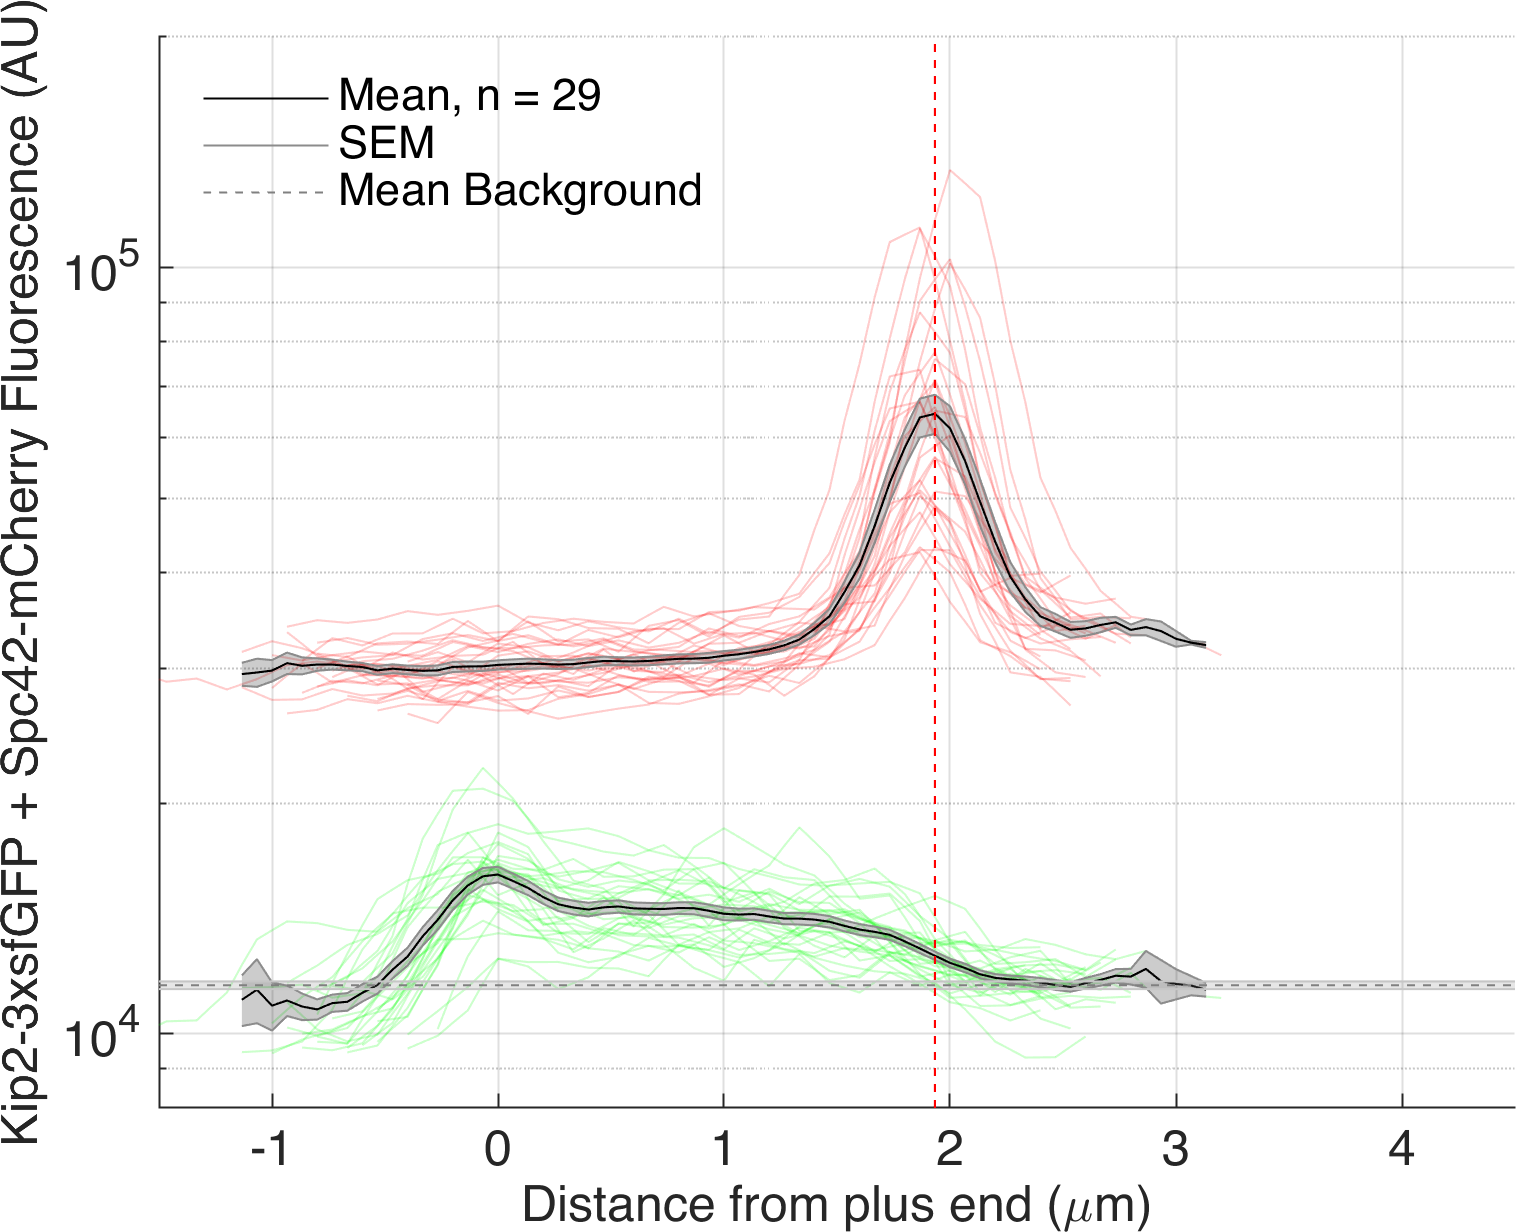 Kip2-3xsfGFP + Spc42-mCherry Fluorescence (AU)
Mean, n = 29
SEM
Mean Background
10^5
10^4
-1 0 1 2 3 4
Distance from plus end (μm)